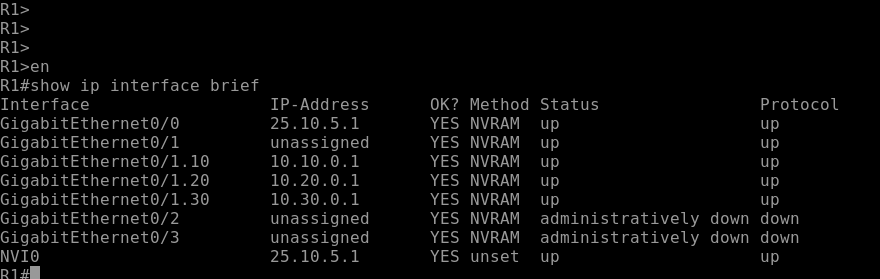 R1>
R1>
R1>
R1>en
R1#show ip interface brief
Interface                  IP-Address      OK? Method Status                Protocol
GigabitEthernet0/0         25.10.5.1       YES NVRAM  up                    up
GigabitEthernet0/1         unassigned      YES NVRAM  up                    up
GigabitEthernet0/1.10      10.10.0.1       YES NVRAM  up                    up
GigabitEthernet0/1.20      10.20.0.1       YES NVRAM  up                    up
GigabitEthernet0/1.30      10.30.0.1       YES NVRAM  up                    up
GigabitEthernet0/2         unassigned      YES NVRAM  administratively down down
GigabitEthernet0/3         unassigned      YES NVRAM  administratively down down
NVI0                       25.10.5.1       YES unset  up                    up
R1#